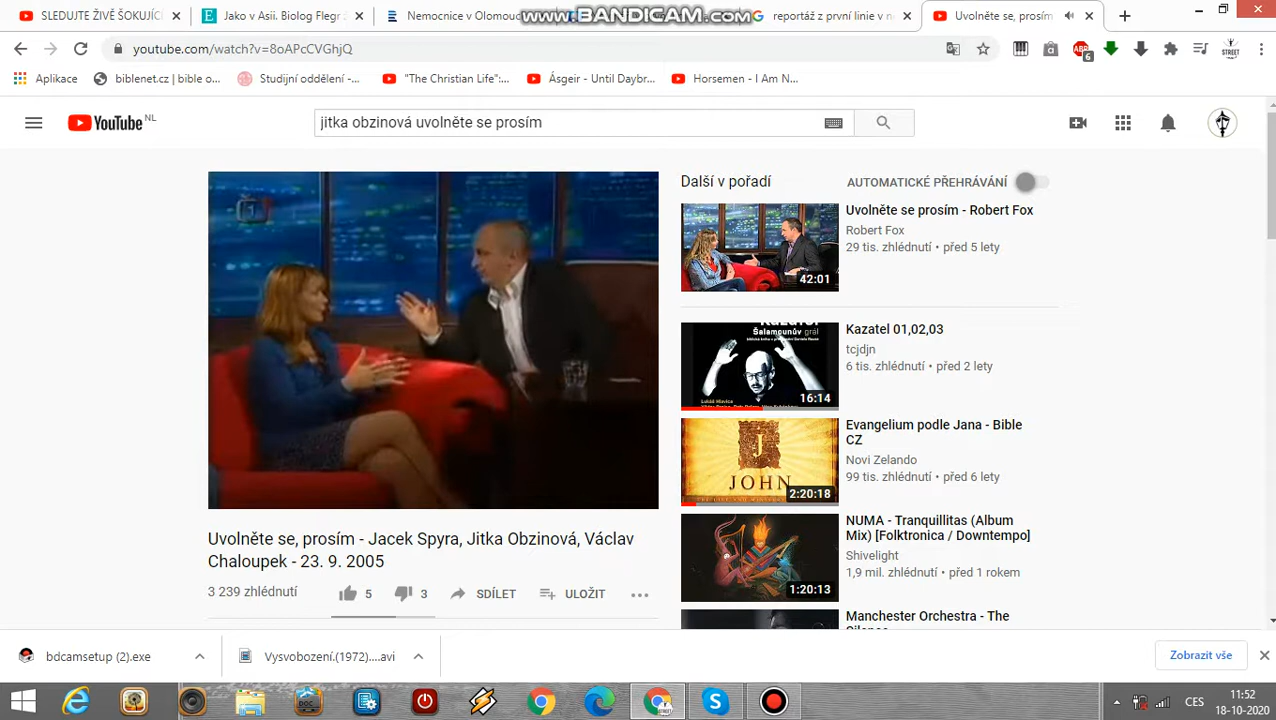 SLEDUJTE ŽIVĚ ŠOKUJÍCÍ
Jako v Asii. Biolog Flegr z
Nemocnice v Olomouc
www.BANDICAM.com
reportáž z první linie v n
Uvolněte se, prosím
youtube.com/watch?v=8oAPcCVGhjQ
6
STREET
Aplikace
biblenet.cz | bible o...
Studijní oddělení -...
"The Christian Life";...
Ásgeir - Until Daybr...
Horsemen - I Am N...
YouTube NL
jitka obzinová uvolněte se prosím
Další v pořadí
AUTOMATICKÉ PŘEHRÁVÁNÍ
Uvolněte se prosím - Robert Fox
Robert Fox
29 tis. zhlédnutí • před 5 lety
42:01
Kazatel 01,02,03
tcjdjn
6 tis. zhlédnutí • před 2 lety
Šalamounův grál
16:14
Evangelium podle Jana - Bible
CZ
Novi Zelando
99 tis. zhlédnutí • před 6 lety
JOHN
2:20:18
NUMA - Tranquillitas (Album
Mix) [Folktronica / Downtempo]
Shivelight
1,9 mil. zhlédnutí • před 1 rokem
1:20:13
Manchester Orchestra - The
Uvolněte se, prosím - Jacek Spyra, Jitka Obzinová, Václav
Chaloupek - 23. 9. 2005
3 239 zhlédnutí
5
3
SDÍLET
ULOŽIT
bdcamsetup (2).exe
Vysvobození.(1972)....avi
Zobrazit vše
CES
11:52
18-10-2020